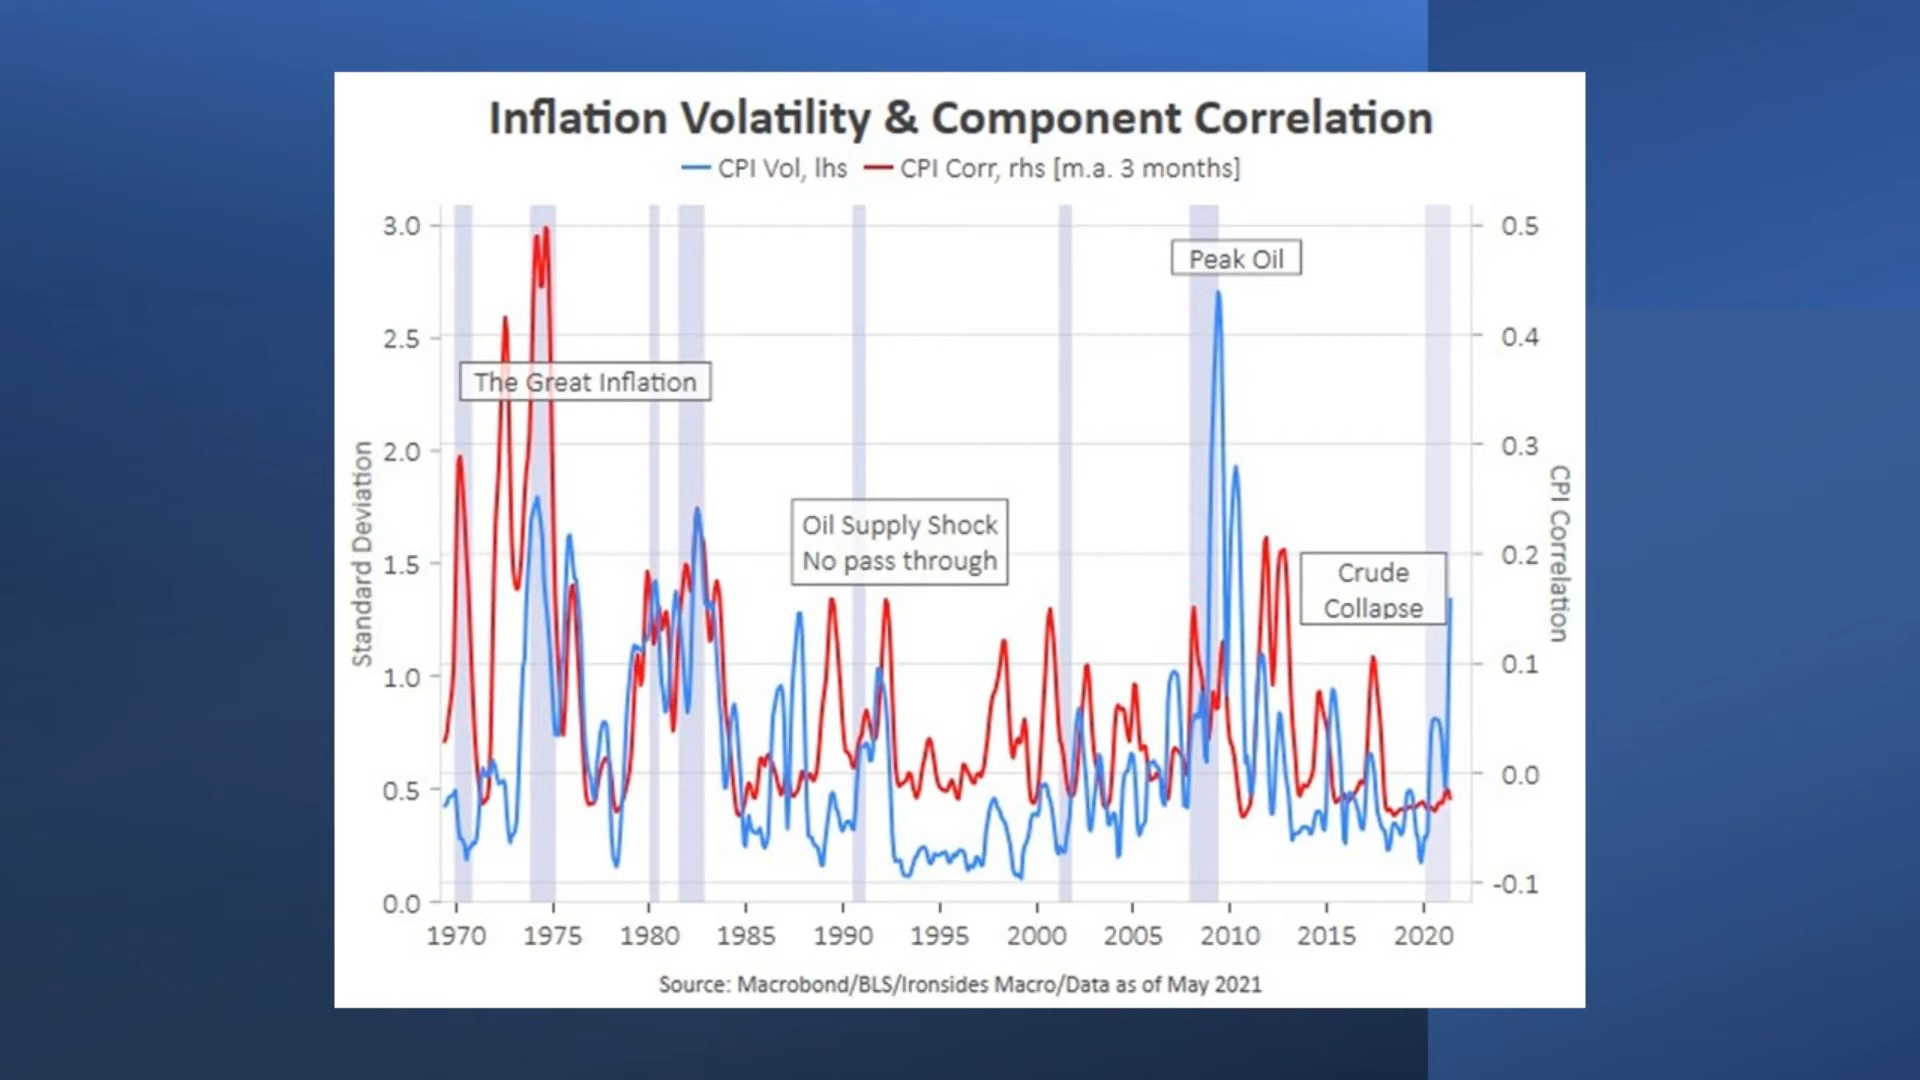 Inflation Volatility & Component Correlation
CPI Vol, lhs CPI Corr, rhs [m.a. 3 months]
3.0
2.5
2.0
1.5
1.0
0.5
0.0
Standard Deviation
0.5
0.4
0.3
0.2
0.1
0.0
-0.1
CPI Correlation
Peak Oil
The Great Inflation
Oil Supply Shock
No pass through
Crude
Collapse
1970 1975 1980 1985 1990 1995 2000 2005 2010 2015 2020
Source: Macrobond/BLS/Ironsides Macro/Data as of May 2021